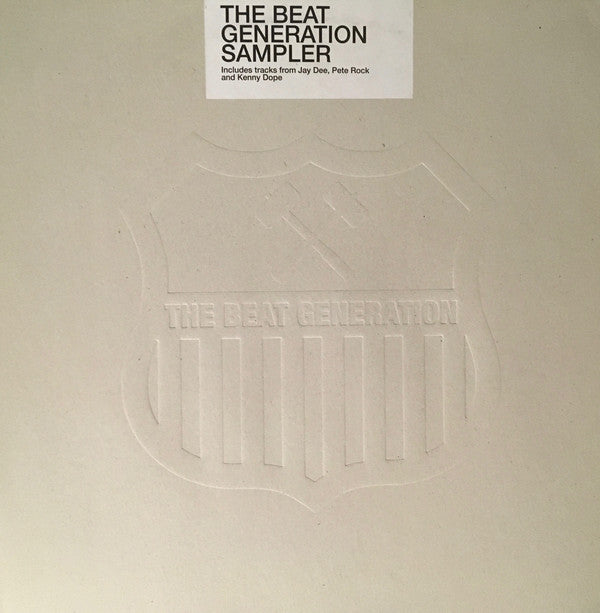 THE BEAT
GENERATION
SAMPLER
Includes tracks from Jay Dee, Pete Rock
and Kenny Dope
THE BEAT GENERATION